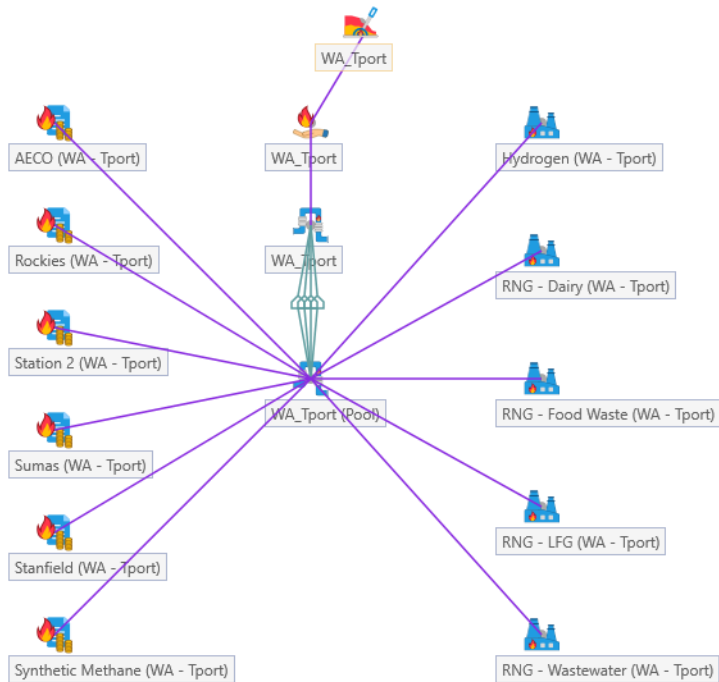 WA_Tport
AECO (WA - Tport)
WA_Tport
Hydrogen (WA - Tport)
Rockies (WA - Tport)
WA_Tport
RNG - Dairy (WA - Tport)
Station 2 (WA - Tport)
WA_Tport (Pool)
RNG - Food Waste (WA - Tport)
Sumas (WA - Tport)
RNG - LFG (WA - Tport)
Stanfield (WA - Tport)
Synthetic Methane (WA - Tport)
RNG - Wastewater (WA - Tport)